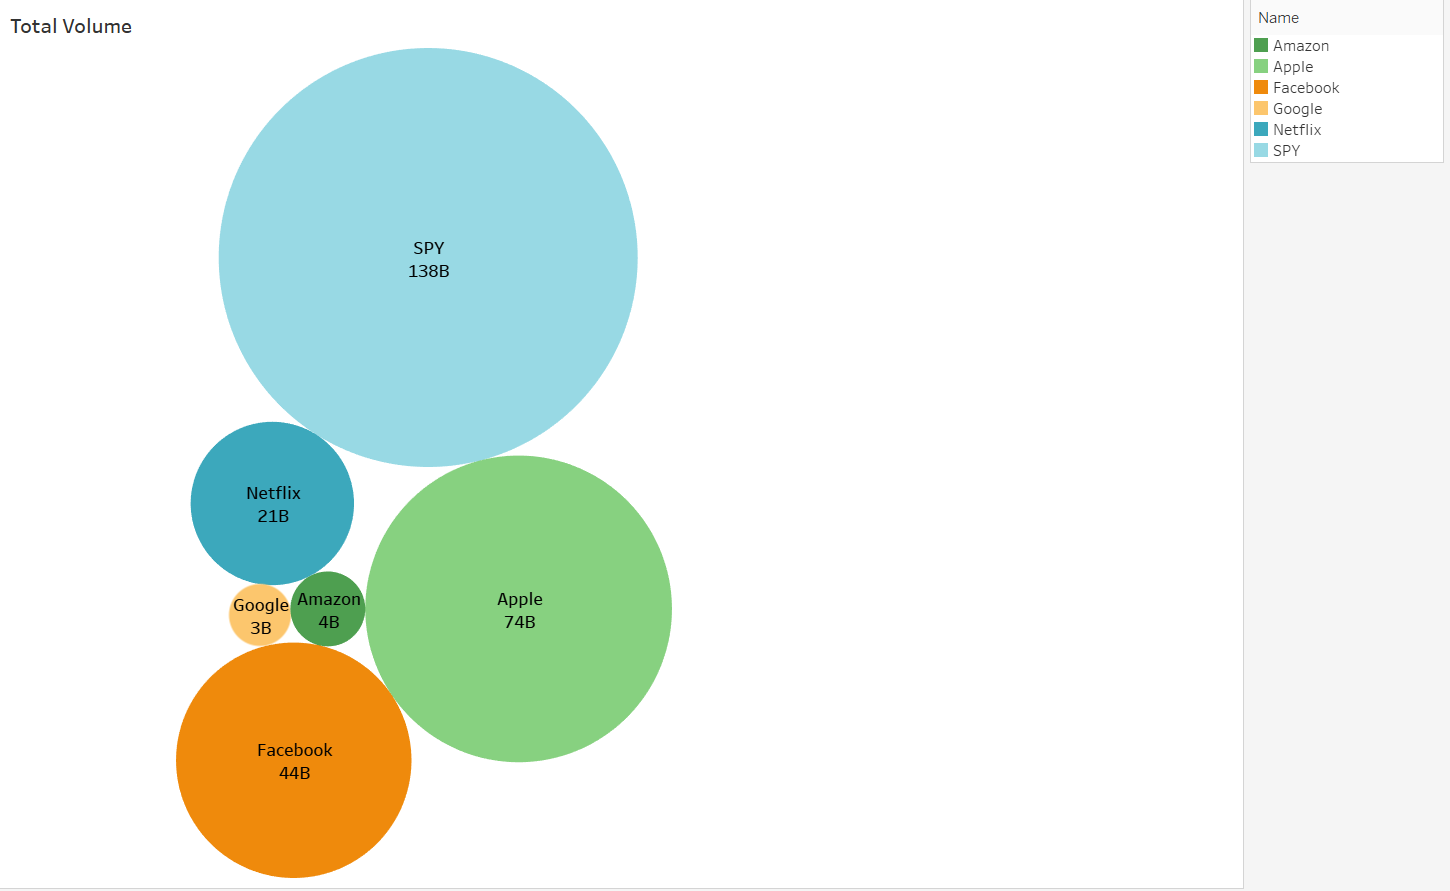 Total Volume
SPY
138B
Netflix
21B
Google
3B
Amazon
4B
Apple
74B
Facebook
44B
Name
Amazon
Apple
Facebook
Google
Netflix
SPY